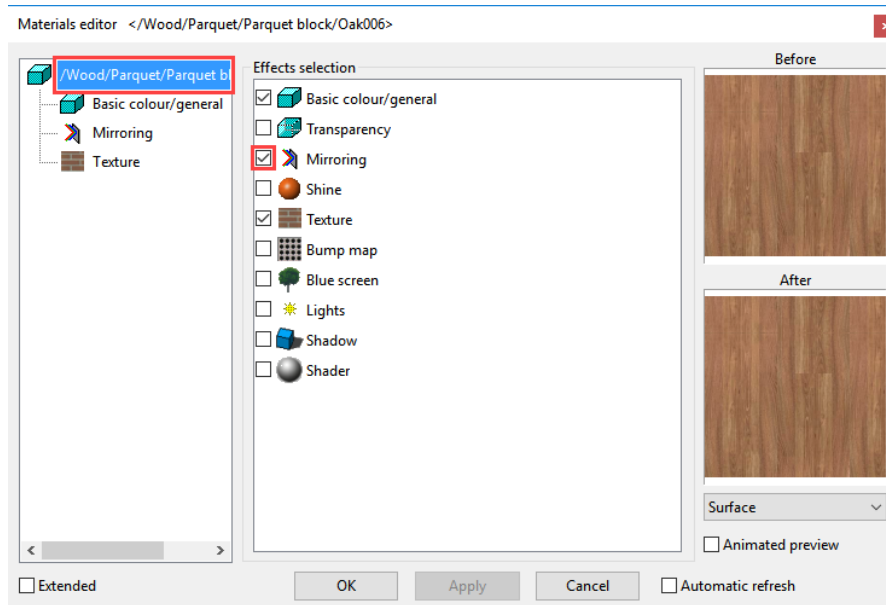 Materials editor </Wood/Parquet/Parquet block/Oak006>
/Wood/Parquet/Parquet bl
Basic colour/general
Mirroring
Texture
Effects selection
Basic colour/general
Transparency
Mirroring
Shine
Texture
Bump map
Blue screen
Lights
Shadow
Shader
Before
After
Surface
Animated preview
Extended
OK
Apply
Cancel
Automatic refresh